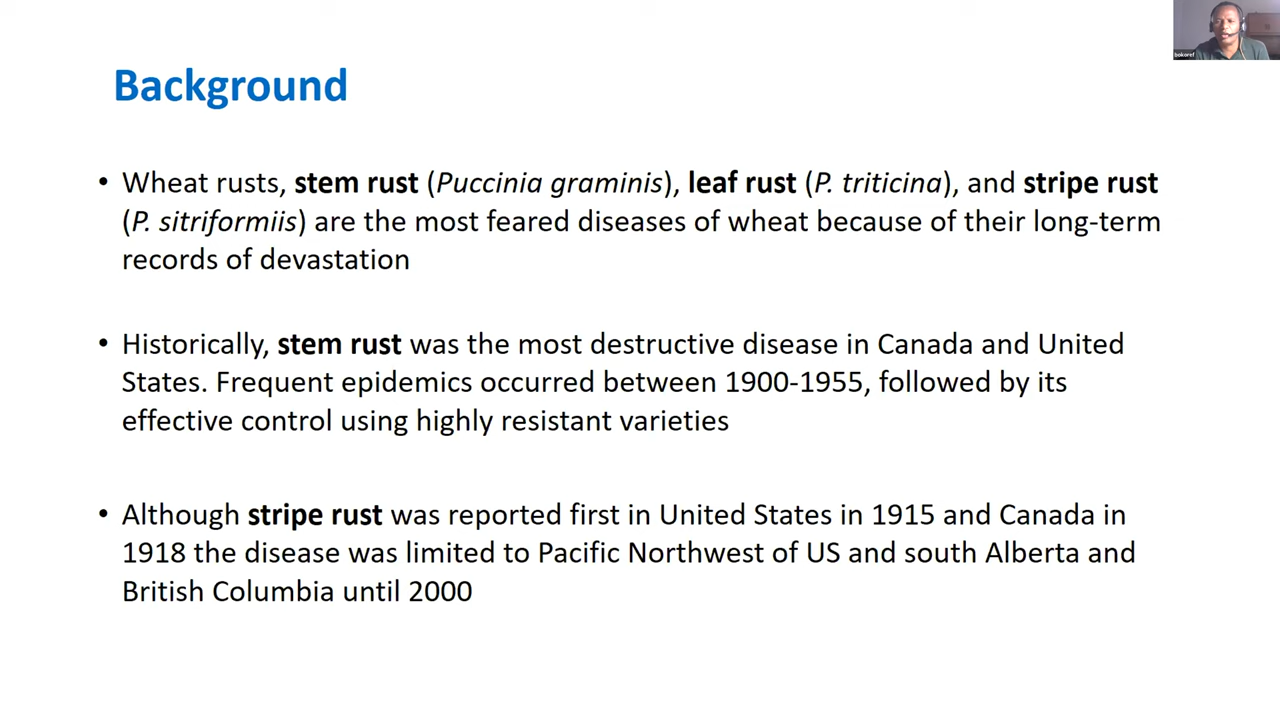 Background
• Wheat rusts, stem rust (Puccinia graminis), leaf rust (P. triticina), and stripe rust
(P. sitriformiis) are the most feared diseases of wheat because of their long-term
records of devastation
• Historically, stem rust was the most destructive disease in Canada and United
States. Frequent epidemics occurred between 1900-1955, followed by its
effective control using highly resistant varieties
• Although stripe rust was reported first in United States in 1915 and Canada in
1918 the disease was limited to Pacific Northwest of US and south Alberta and
British Columbia until 2000
bokoref